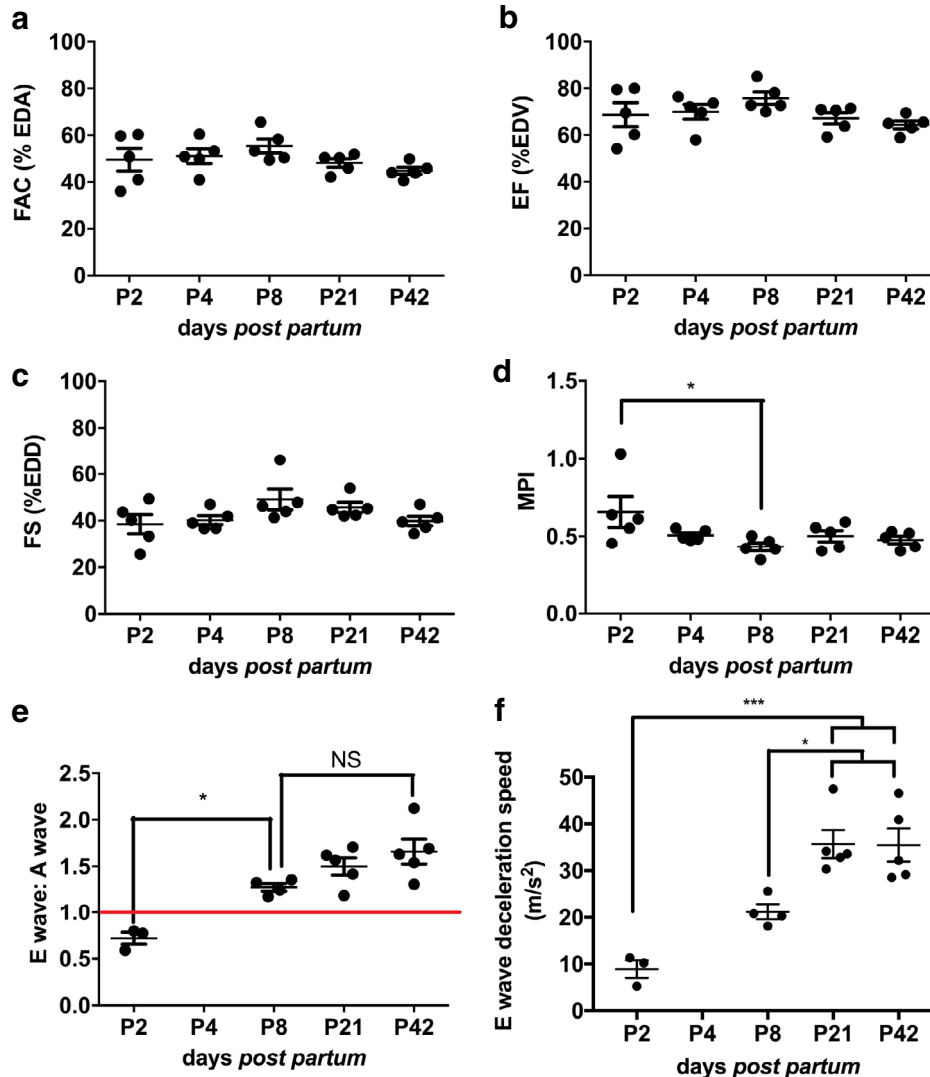 a
100
80
60
40
20
0
FAC (% EDA)
P2 P4 P8 P21 P42
days post partum
b
100
80
60
40
20
0
EF (%EDV)
P2 P4 P8 P21 P42
days post partum
c
100
80
60
40
20
0
FS (%EDD)
P2 P4 P8 P21 P42
days post partum
d
1.5
1.0
0.5
0.0
MPI
*
P2 P4 P8 P21 P42
days post partum
e
2.5
2.0
1.5
1.0
0.5
0.0
E wave: A wave
*
NS
P2 P4 P8 P21 P42
days post partum
f
50
40
30
20
10
0
E wave deceleration speed
(m/s²)
***
*
P2 P4 P8 P21 P42
days post partum